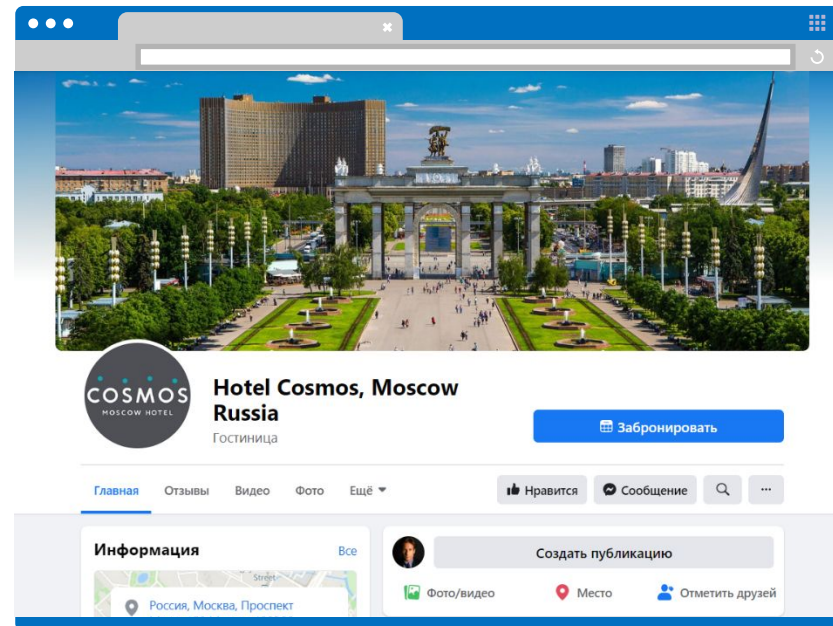 COSMOS
MOSCOW HOTEL
Hotel Cosmos, Moscow
Russia
Гостиница
Забронировать
Главная Отзывы Видео Фото Ещё
Нравится Сообщение
Информация Все
Создать публикацию
Street
Россия, Москва, Проспект
Фото/видео Место Отметить друзей